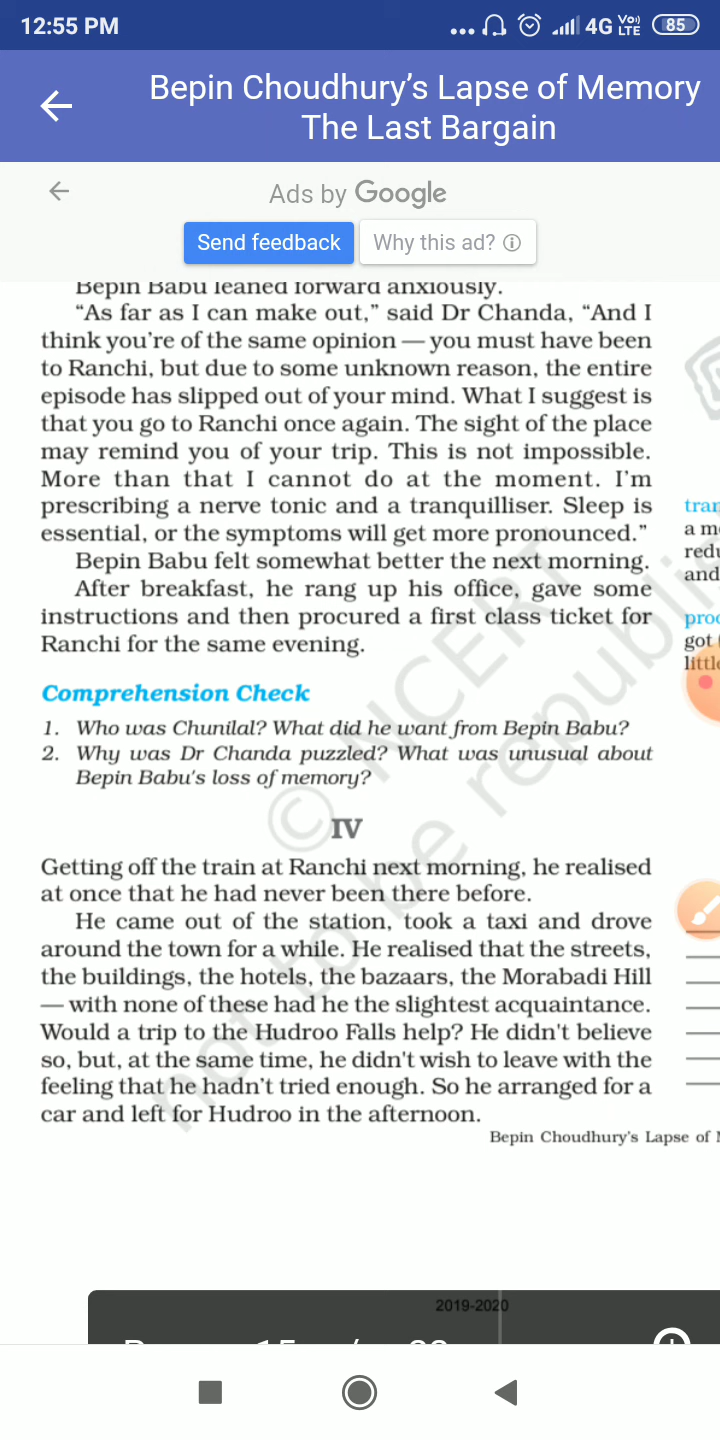 12:55 PM
4G Vo)) LTE 85
Bepin Choudhury’s Lapse of Memory
The Last Bargain
Ads by Google
Send feedback
Why this ad?
Bepin Babu leaned forward anxiously.
“As far as I can make out,” said Dr Chanda, “And I
think you’re of the same opinion — you must have been
to Ranchi, but due to some unknown reason, the entire
episode has slipped out of your mind. What I suggest is
that you go to Ranchi once again. The sight of the place
may remind you of your trip. This is not impossible.
More than that I cannot do at the moment. I’m
prescribing a nerve tonic and a tranquilliser. Sleep is
essential, or the symptoms will get more pronounced.”
Bepin Babu felt somewhat better the next morning.
After breakfast, he rang up his office, gave some
instructions and then procured a first class ticket for
Ranchi for the same evening.
tran
a m
redu
and
proc
got
little
Comprehension Check
1. Who was Chunilal? What did he want from Bepin Babu?
2. Why was Dr Chanda puzzled? What was unusual about
Bepin Babu's loss of memory?
IV
Getting off the train at Ranchi next morning, he realised
at once that he had never been there before.
He came out of the station, took a taxi and drove
around the town for a while. He realised that the streets,
the buildings, the hotels, the bazaars, the Morabadi Hill
— with none of these had he the slightest acquaintance.
Would a trip to the Hudroo Falls help? He didn't believe
so, but, at the same time, he didn't wish to leave with the
feeling that he hadn’t tried enough. So he arranged for a
car and left for Hudroo in the afternoon.
Bepin Choudhury's Lapse of
© NCERT
not to be republis
2019-2020